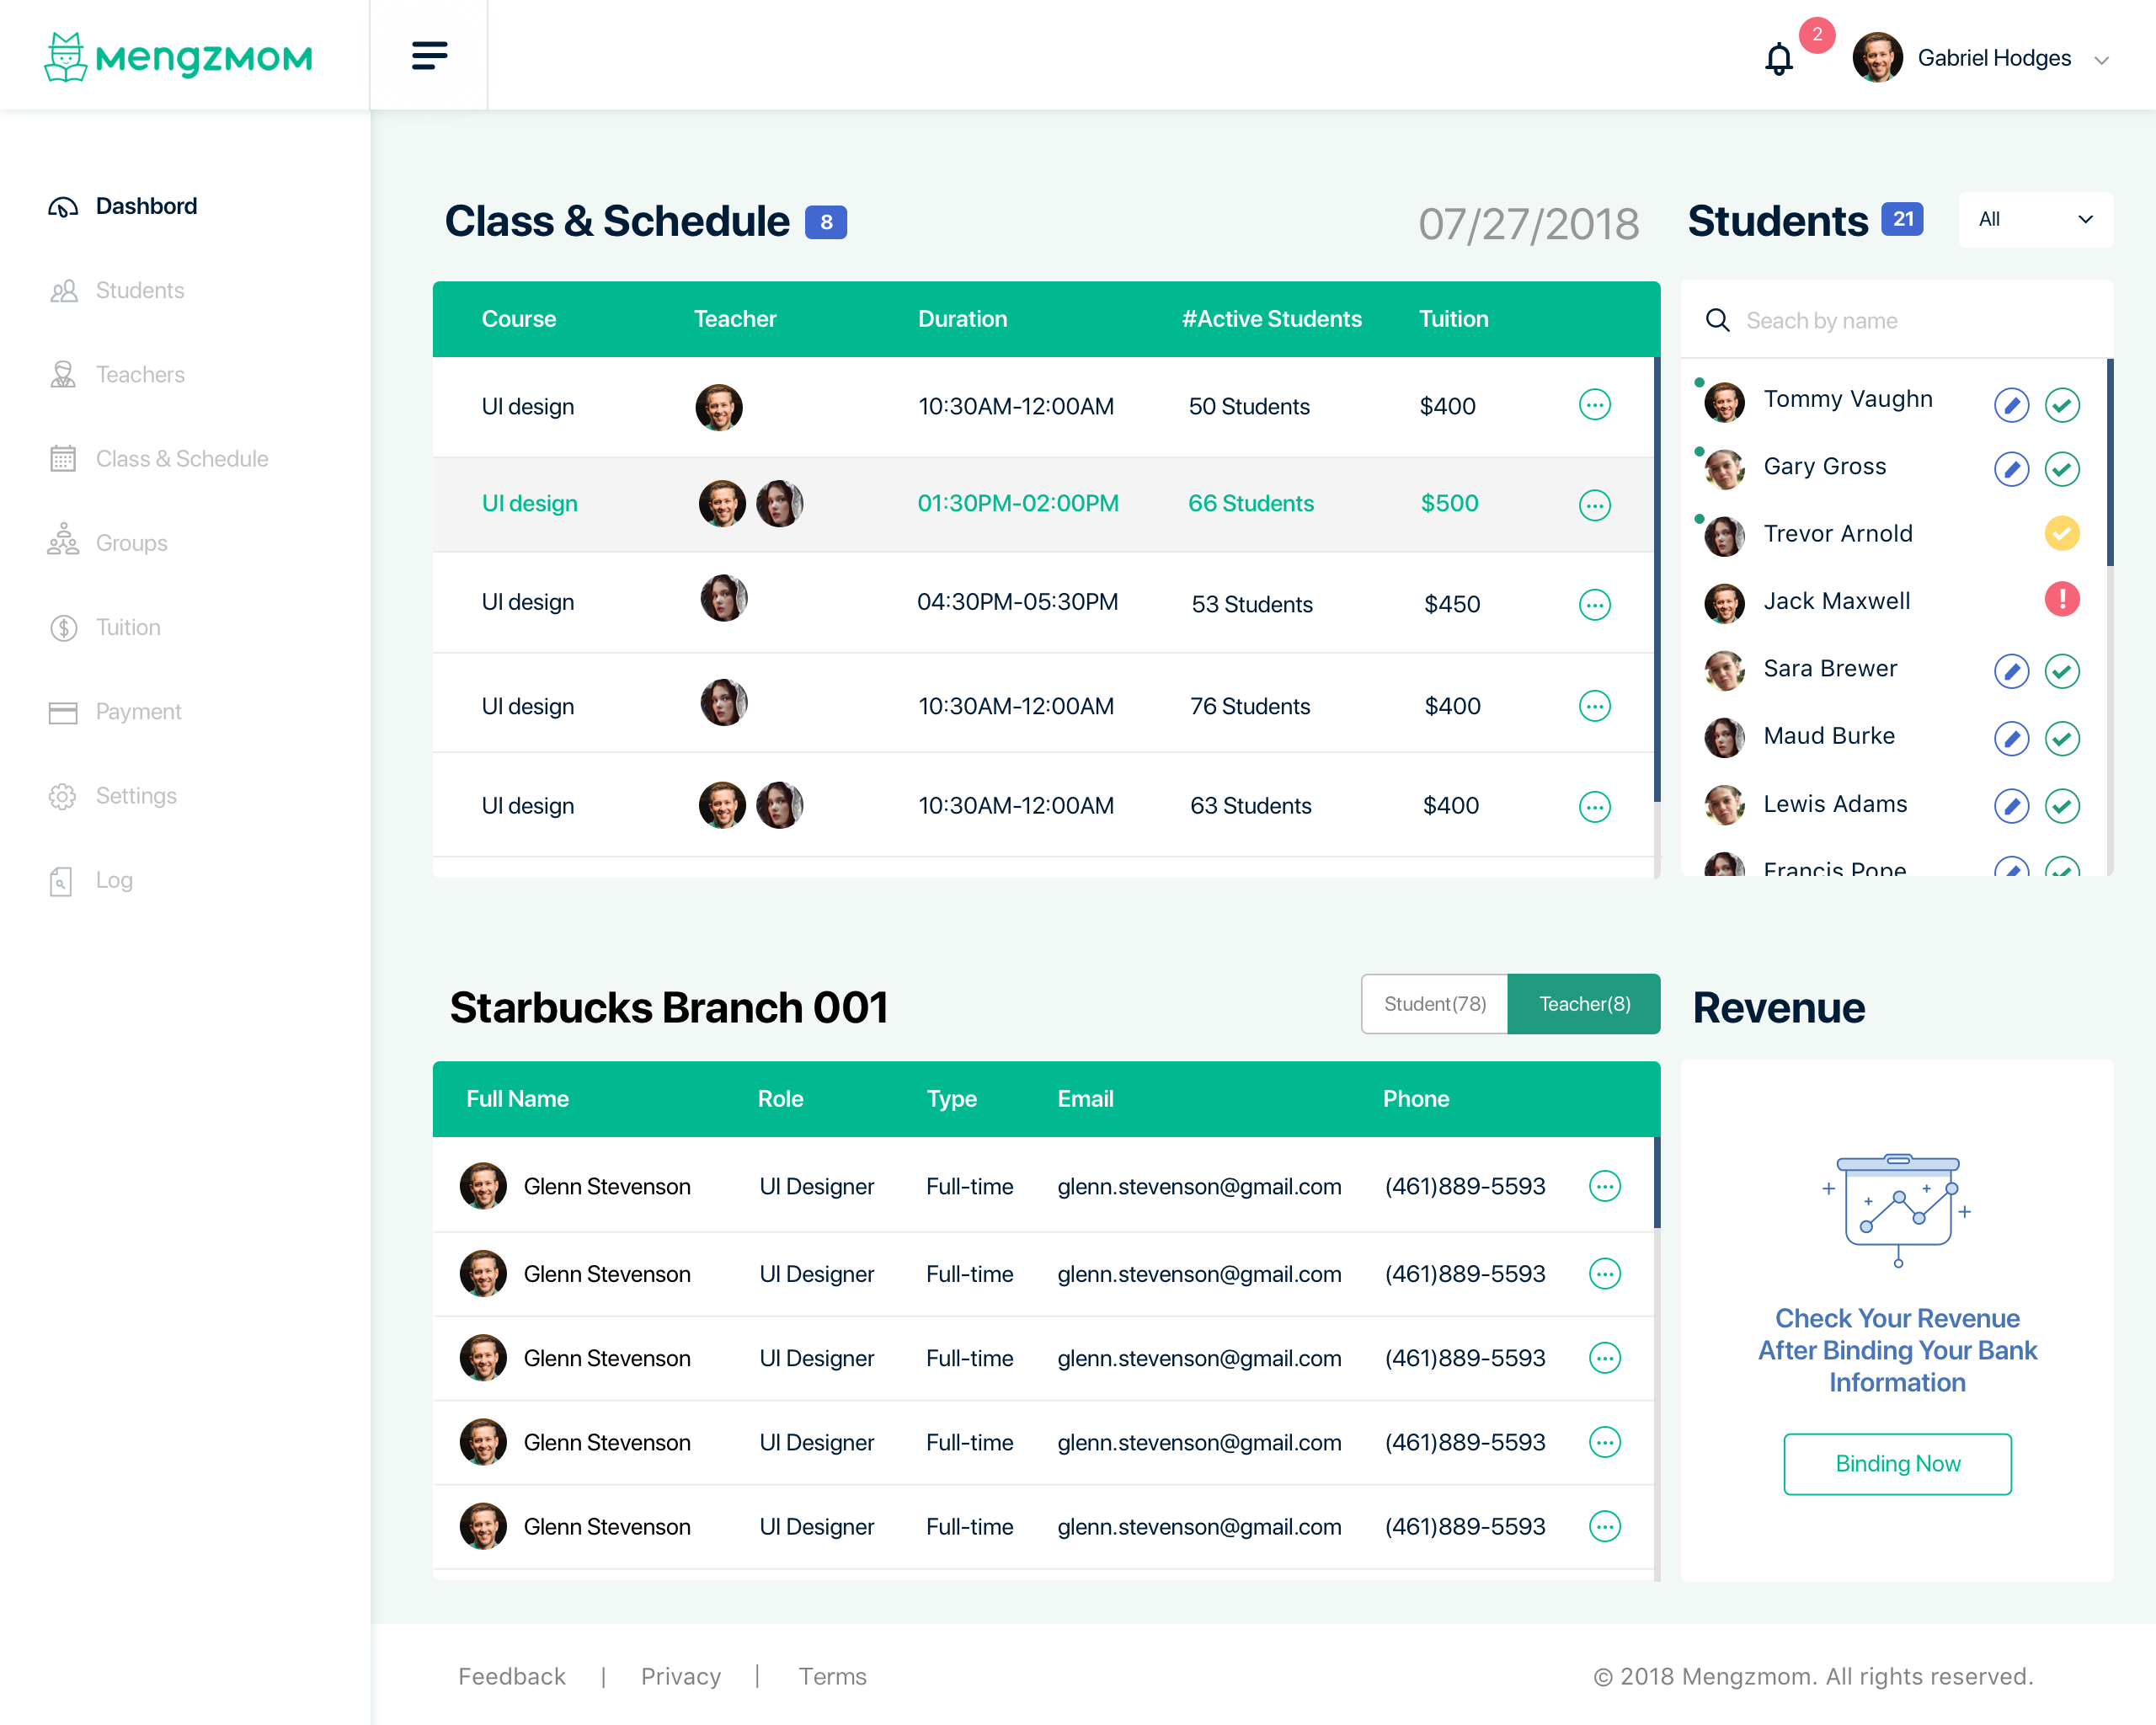 Mengzmom
2
Gabriel Hodges
Dashbord
Students
Teachers
Class & Schedule
Groups
Tuition
Payment
Settings
Log
Class & Schedule 8
07/27/2018
Course Teacher Duration #Active Students Tuition
UI design 10:30AM-12:00AM 50 Students $400
UI design 01:30PM-02:00PM 66 Students $500
UI design 04:30PM-05:30PM 53 Students $450
UI design 10:30AM-12:00AM 76 Students $400
UI design 10:30AM-12:00AM 63 Students $400
Students 21
All
Seach by name
Tommy Vaughn
Gary Gross
Trevor Arnold
Jack Maxwell
Sara Brewer
Maud Burke
Lewis Adams
Francis Pope
Starbucks Branch 001
Student(78) Teacher(8)
Full Name Role Type Email Phone
Glenn Stevenson UI Designer Full-time glenn.stevenson@gmail.com (461)889-5593
Glenn Stevenson UI Designer Full-time glenn.stevenson@gmail.com (461)889-5593
Glenn Stevenson UI Designer Full-time glenn.stevenson@gmail.com (461)889-5593
Glenn Stevenson UI Designer Full-time glenn.stevenson@gmail.com (461)889-5593
Glenn Stevenson UI Designer Full-time glenn.stevenson@gmail.com (461)889-5593
Revenue
Check Your Revenue
After Binding Your Bank
Information
Binding Now
Feedback | Privacy | Terms
© 2018 Mengzmom. All rights reserved.